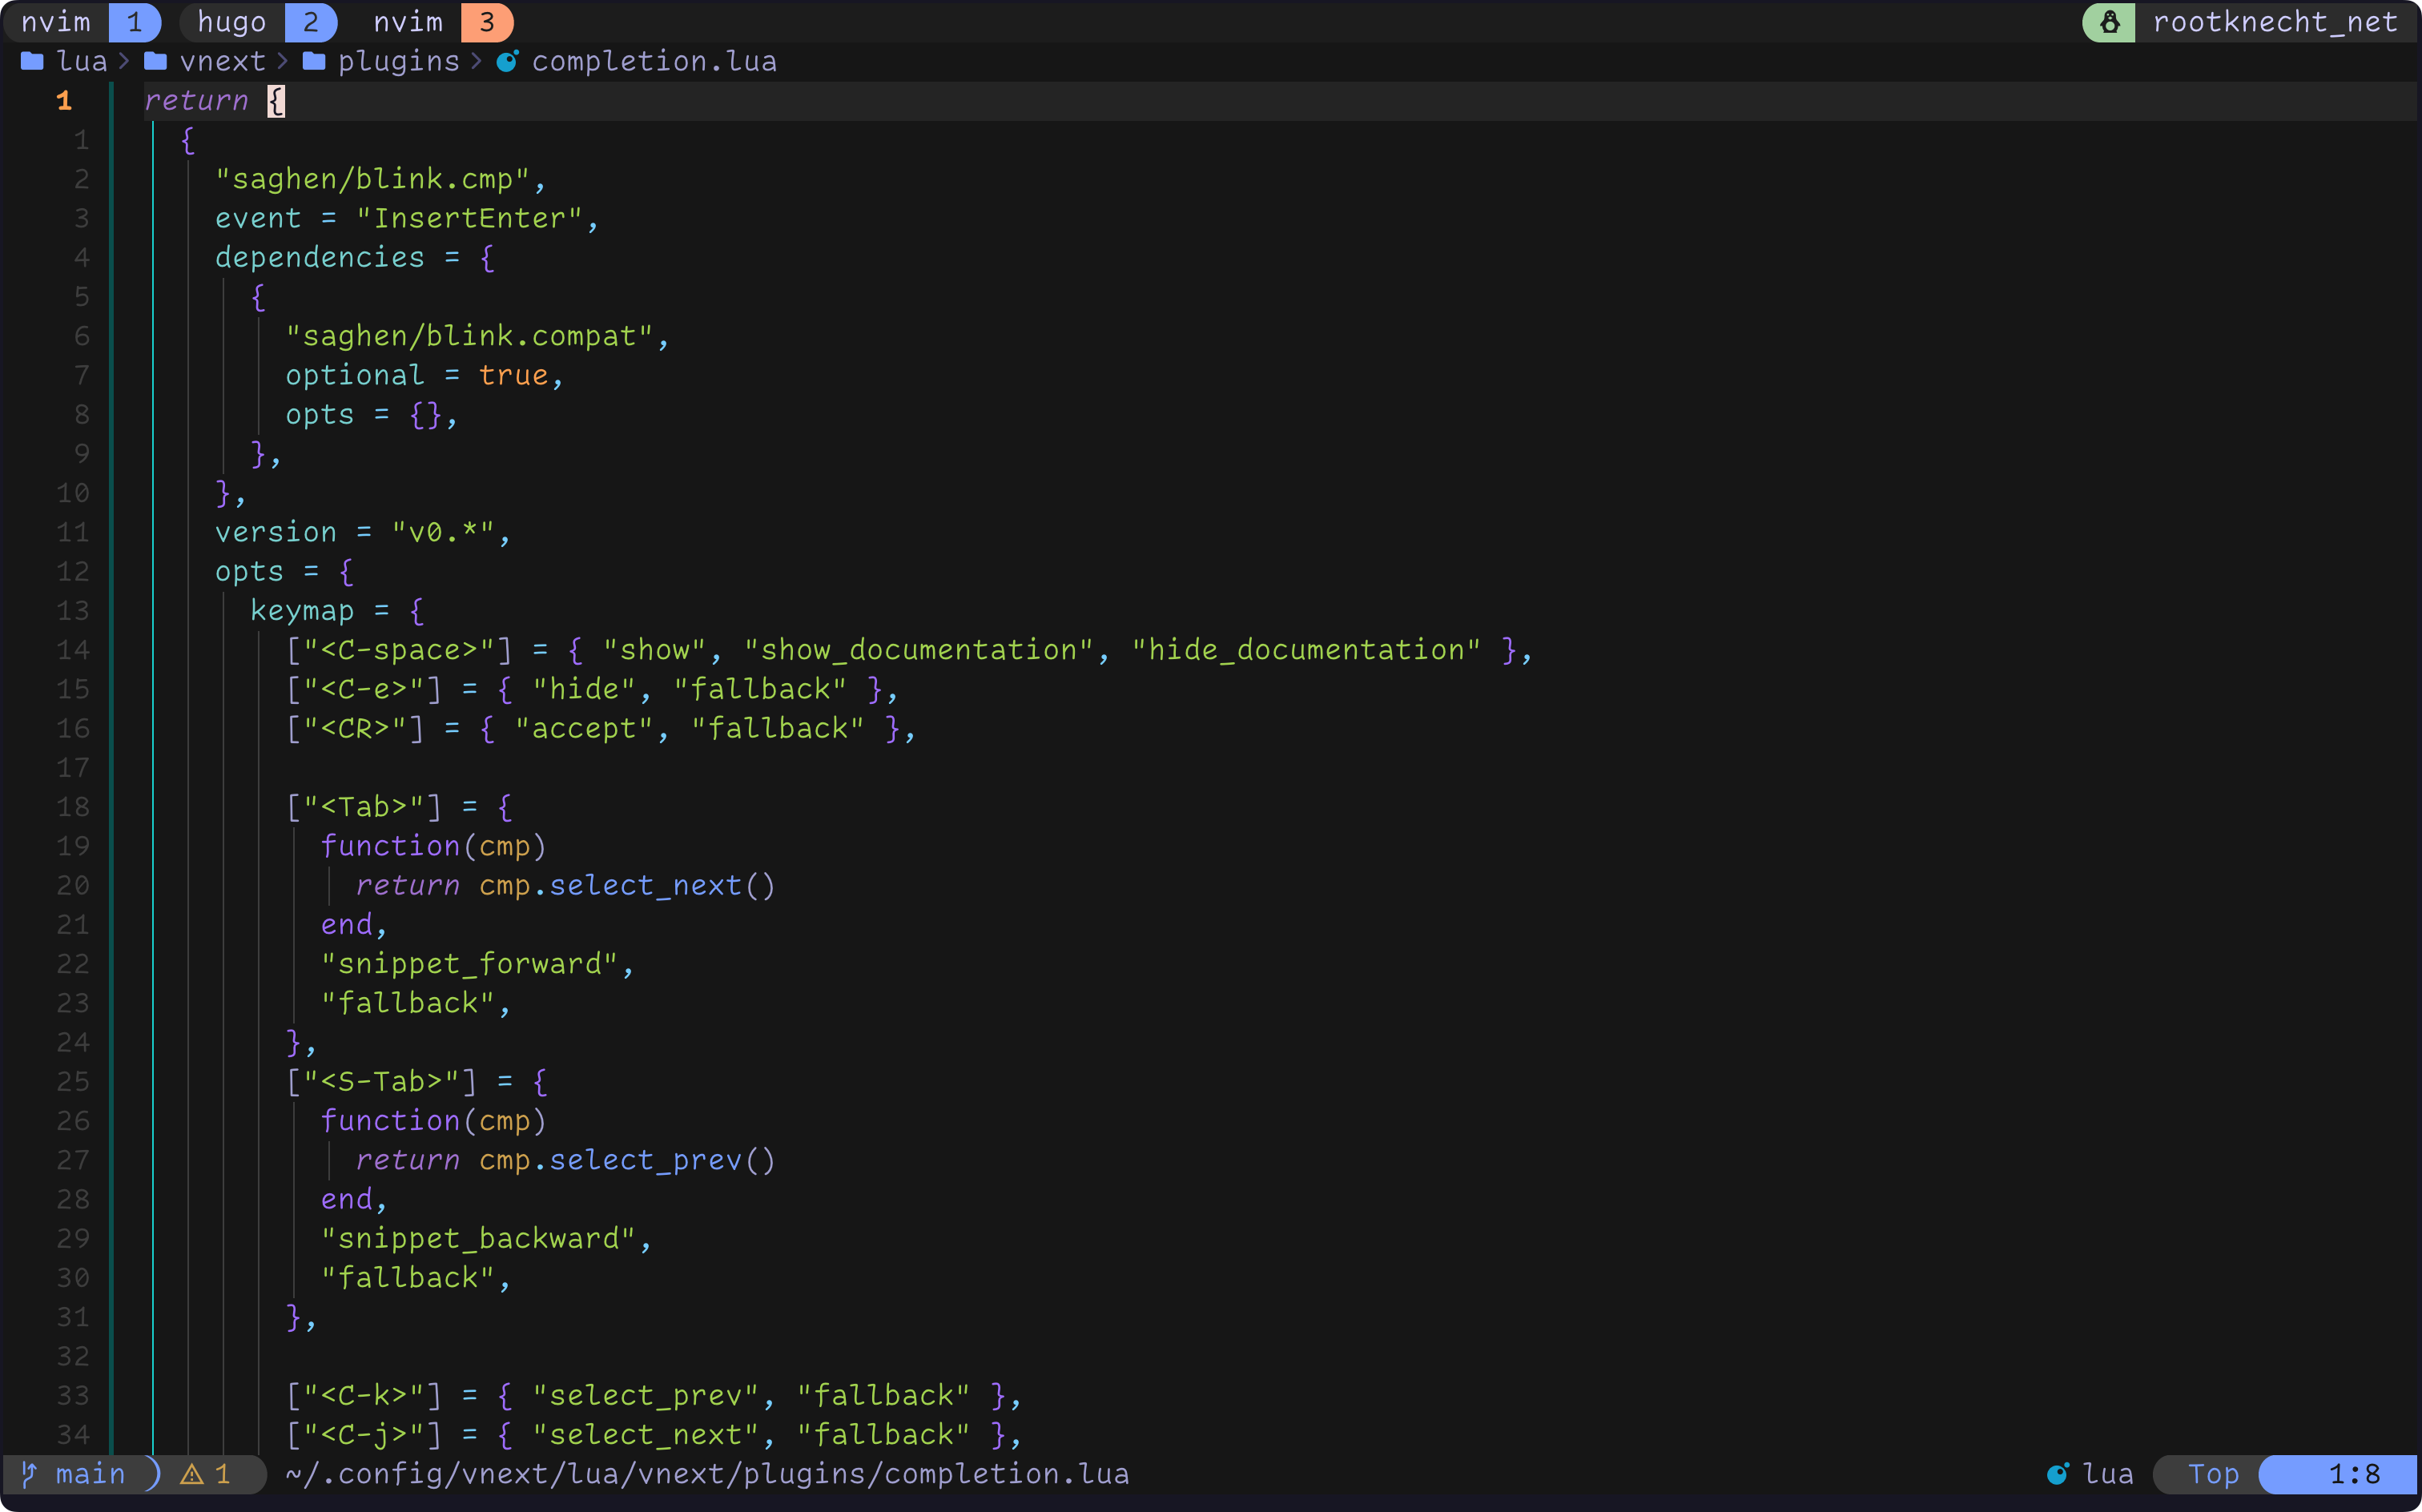 nvim 1 hugo 2 nvim 3 rootknecht_net
lua > vnext > plugins > completion.lua
1 return {
1   {
2     "saghen/blink.cmp",
3     event = "InsertEnter",
4     dependencies = {
5       {
6         "saghen/blink.compat",
7         optional = true,
8         opts = {},
9       },
10     },
11     version = "v0.*",
12     opts = {
13       keymap = {
14         ["<C-space>"] = { "show", "show_documentation", "hide_documentation" },
15         ["<C-e>"] = { "hide", "fallback" },
16         ["<CR>"] = { "accept", "fallback" },
17
18         ["<Tab>"] = {
19           function(cmp)
20             return cmp.select_next()
21           end,
22           "snippet_forward",
23           "fallback",
24         },
25         ["<S-Tab>"] = {
26           function(cmp)
27             return cmp.select_prev()
28           end,
29           "snippet_backward",
30           "fallback",
31         },
32
33         ["<C-k>"] = { "select_prev", "fallback" },
34         ["<C-j>"] = { "select_next", "fallback" },
main 1 ~/.config/vnext/lua/vnext/plugins/completion.lua lua Top 1:8